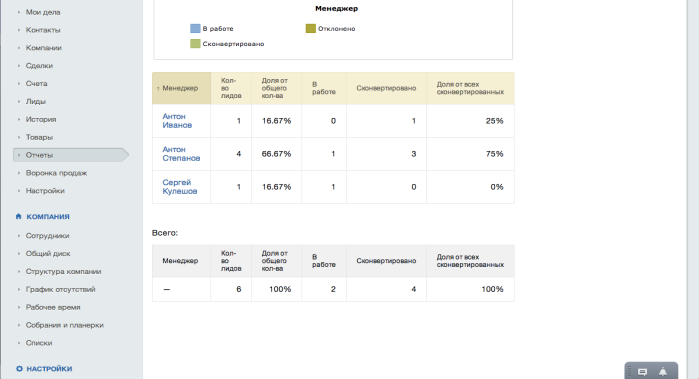 Мои дела
Контакты
Компании
Сделки
Счета
Лиды
История
Товары
Отчеты
Воронка продаж
Настройки
КОМПАНИЯ
Сотрудники
Общий диск
Структура компании
График отсутствий
Рабочее время
Собрания и планерки
Списки
НАСТРОЙКИ
Менеджер
В работе
Отклонено
Сконвертировано
↑ Менеджер Кол-во лидов Доля от общего кол-ва В работе Сконвертировано Доля от всех сконвертированных
Антон Иванов 1 16.67% 0 1 25%
Антон Степанов 4 66.67% 1 3 75%
Сергей Кулешов 1 16.67% 1 0 0%
Всего:
Менеджер Кол-во лидов Доля от общего кол-ва В работе Сконвертировано Доля от всех сконвертированных
— 6 100% 2 4 100%